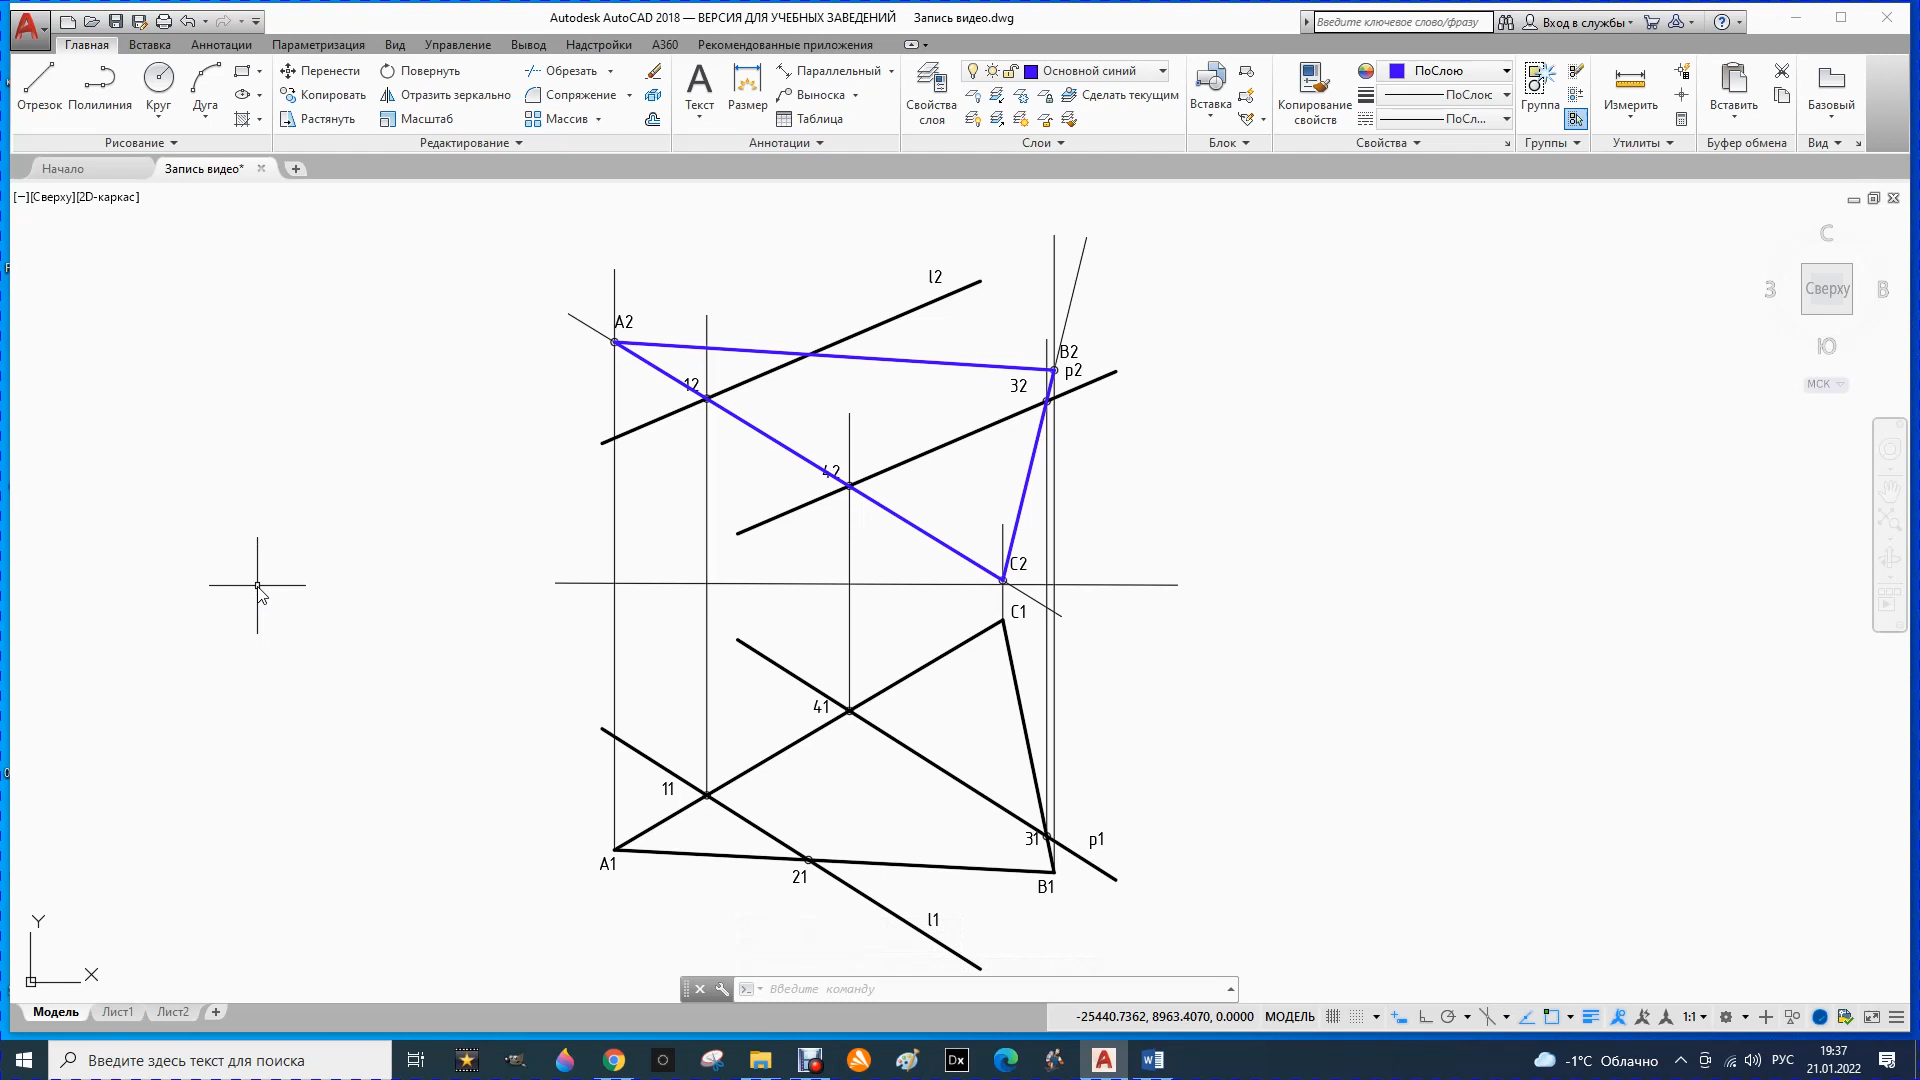 Autodesk AutoCAD 2018 — ВЕРСИЯ ДЛЯ УЧЕБНЫХ ЗАВЕДЕНИЙ Запись видео.dwg
Введите ключевое слово/фразу
Вход в службы
Главная Вставка Аннотации Параметризация Вид Управление Вывод Надстройки A360 Рекомендованные приложения
Отрезок Полилиния Круг Дуга
Рисование
Перенести Повернуть Обрезать
Копировать Отразить зеркально Сопряжение
Растянуть Масштаб Массив
Редактирование
Текст Размер
Параллельный
Выноска
Таблица
Аннотации
Свойства слоя
Основной синий
Сделать текущим
Слои
Вставка
Блок
Копирование свойств
ПоСлою
ПоСлою
ПоСл...
Свойства
Группа
Группы
Измерить
Утилиты
Вставить
Буфер обмена
Базовый
Вид
Начало Запись видео*
[−][Сверху][2D-каркас]
С
З Сверху В
Ю
МСК
l2
A2
B2
p2
12
32
42
C2
C1
41
11
31 p1
A1
21
B1
l1
Y
X
Введите команду
Модель Лист1 Лист2
-25440.7362, 8963.4070, 0.0000 МОДЕЛЬ 1:1
Введите здесь текст для поиска
Dx
-1°C Облачно
РУС
19:37
21.01.2022